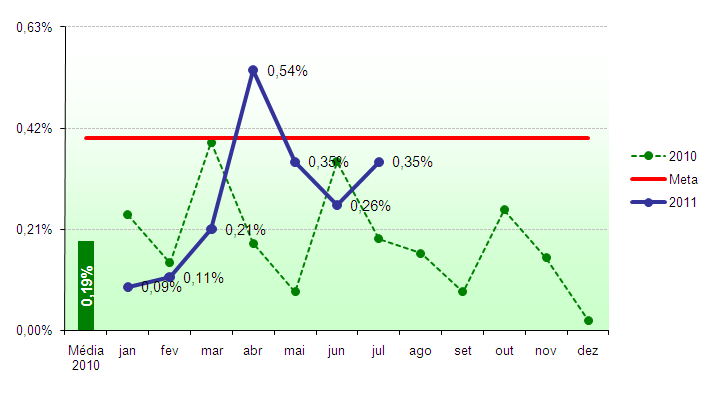 0,63%
0,42%
0,21%
0,00%
0,19%
0,09%
0,11%
0,21%
0,54%
0,35%
0,26%
0,35%
Média
2010
jan
fev
mar
abr
mai
jun
jul
ago
set
out
nov
dez
2010
Meta
2011